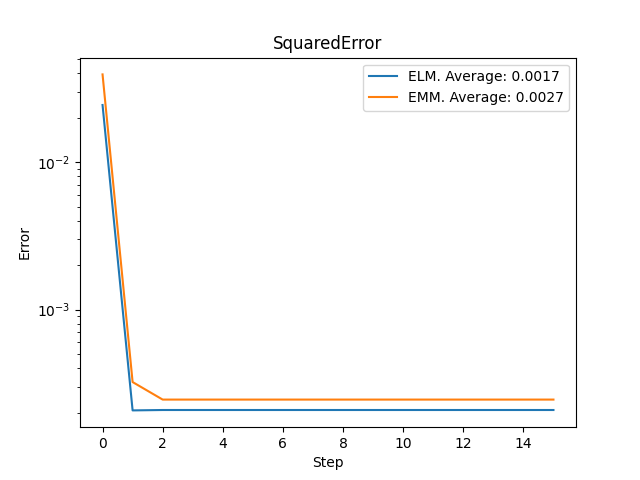 SquaredError
ELM. Average: 0.0017
EMM. Average: 0.0027
10⁻²
10⁻³
Error
0 2 4 6 8 10 12 14
Step